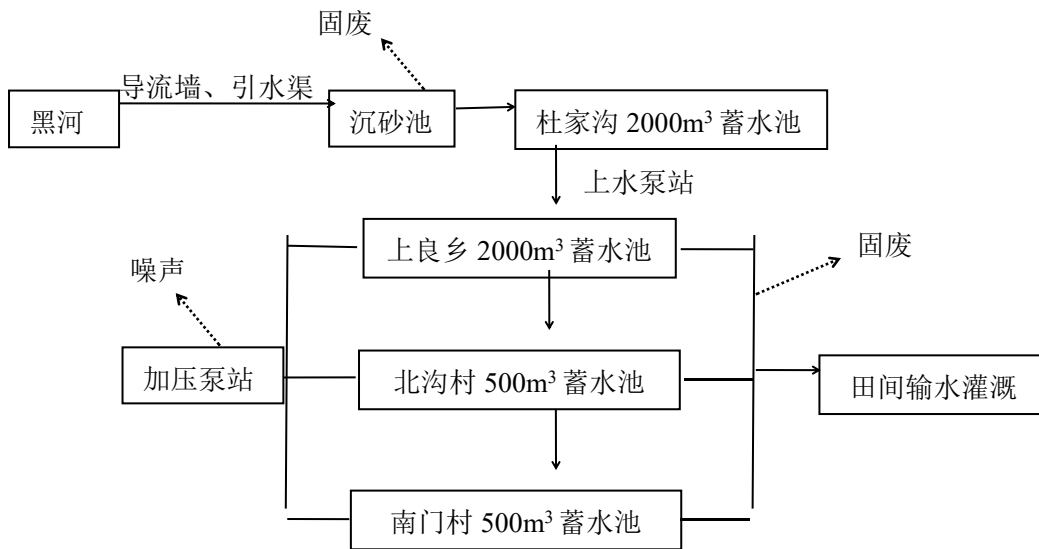 固废
导流墙、引水渠
黑河
沉砂池
杜家沟 2000m³ 蓄水池
上水泵站
上良乡 2000m³ 蓄水池
固废
噪声
加压泵站
北沟村 500m³ 蓄水池
田间输水灌溉
南门村 500m³ 蓄水池